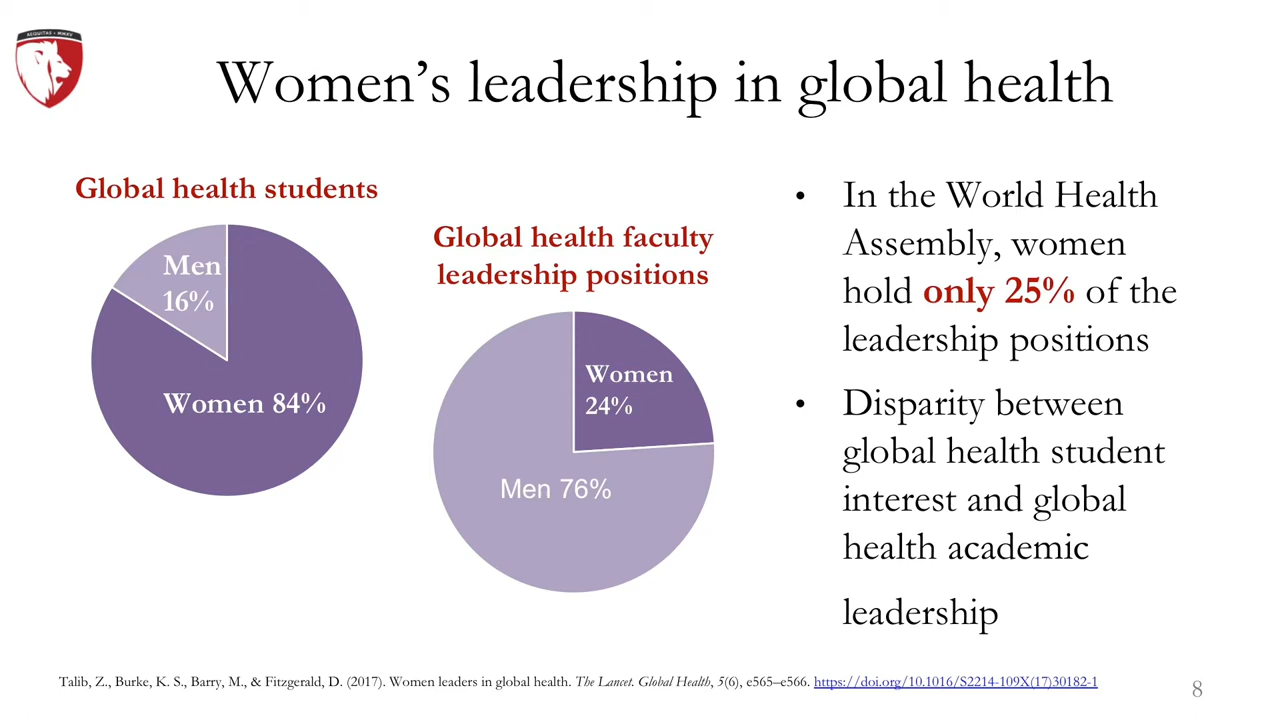 AEQUITAS • MMXV
Women’s leadership in global health
Global health students
Men
16%
Women 84%
Global health faculty
leadership positions
Women
24%
Men 76%
• In the World Health
Assembly, women
hold only 25% of the
leadership positions
• Disparity between
global health student
interest and global
health academic
leadership
Talib, Z., Burke, K. S., Barry, M., & Fitzgerald, D. (2017). Women leaders in global health. The Lancet. Global Health, 5(6), e565–e566. https://doi.org/10.1016/S2214-109X(17)30182-1
8